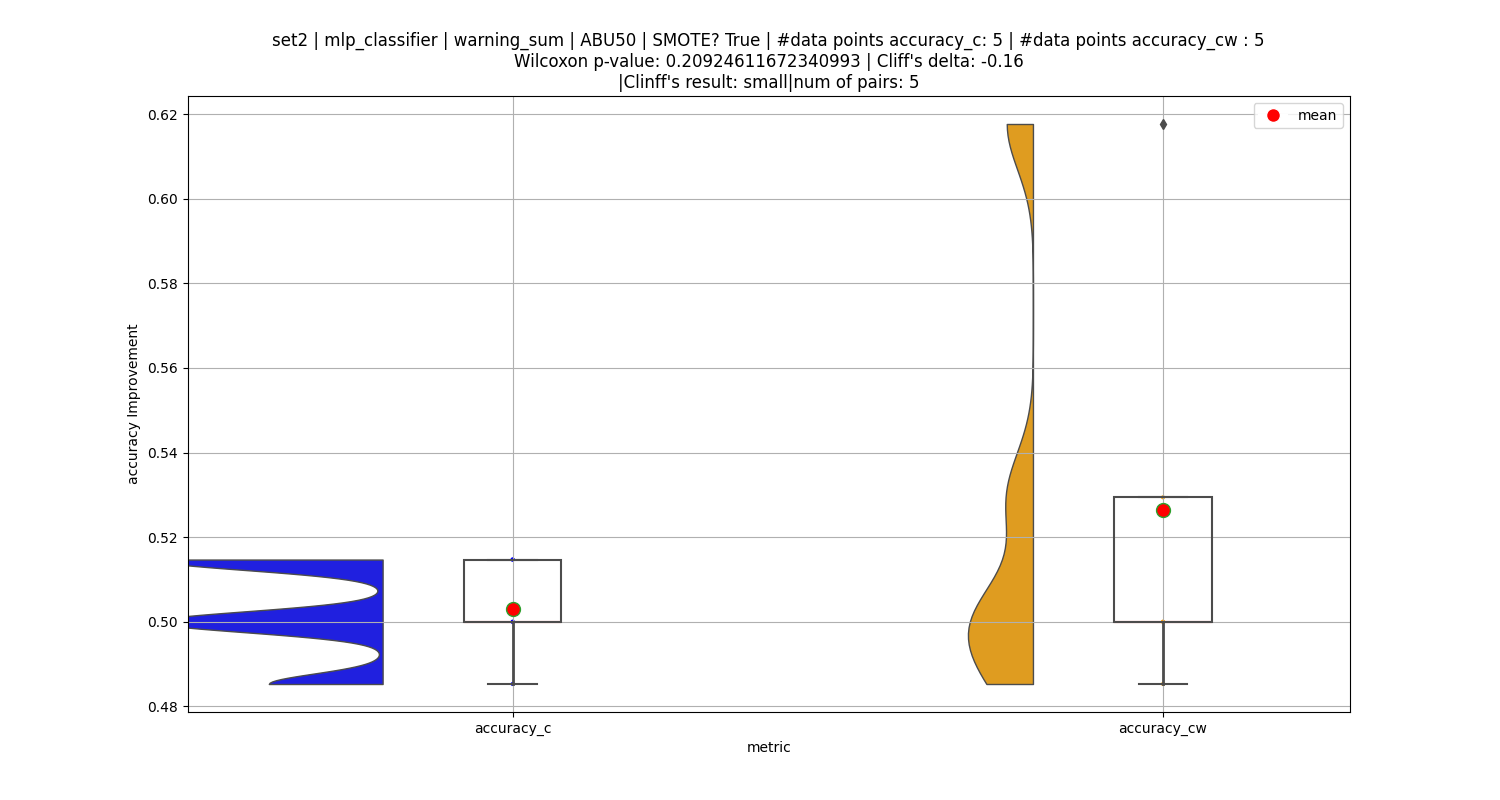 set2 | mlp_classifier | warning_sum | ABU50 | SMOTE? True | #data points accuracy_c: 5 | #data points accuracy_cw : 5
Wilcoxon p-value: 0.20924611672340993 | Cliff's delta: -0.16
|Clinff's result: small|num of pairs: 5
mean
0.62
0.60
0.58
0.56
0.54
0.52
0.50
0.48
accuracy Improvement
accuracy_c
accuracy_cw
metric